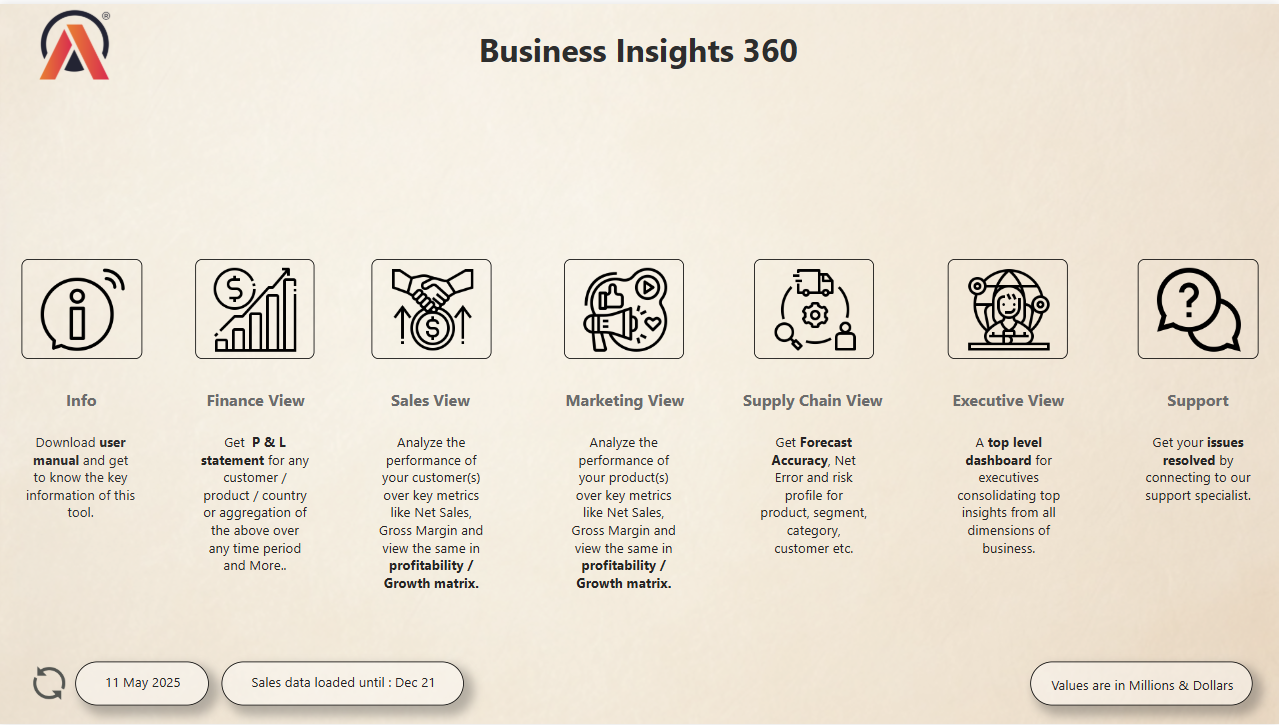 ®
Business Insights 360
Info
Download user
manual and get
to know the key
information of this
tool.
Finance View
Get P & L
statement for any
customer /
product / country
or aggregation of
the above over
any time period
and More..
Sales View
Analyze the
performance of
your customer(s)
over key metrics
like Net Sales,
Gross Margin and
view the same in
profitability /
Growth matrix.
Marketing View
Analyze the
performance of
your product(s)
over key metrics
like Net Sales,
Gross Margin and
view the same in
profitability /
Growth matrix.
Supply Chain View
Get Forecast
Accuracy, Net
Error and risk
profile for
product, segment,
category,
customer etc.
Executive View
A top level
dashboard for
executives
consolidating top
insights from all
dimensions of
business.
Support
Get your issues
resolved by
connecting to our
support specialist.
11 May 2025
Sales data loaded until : Dec 21
Values are in Millions & Dollars